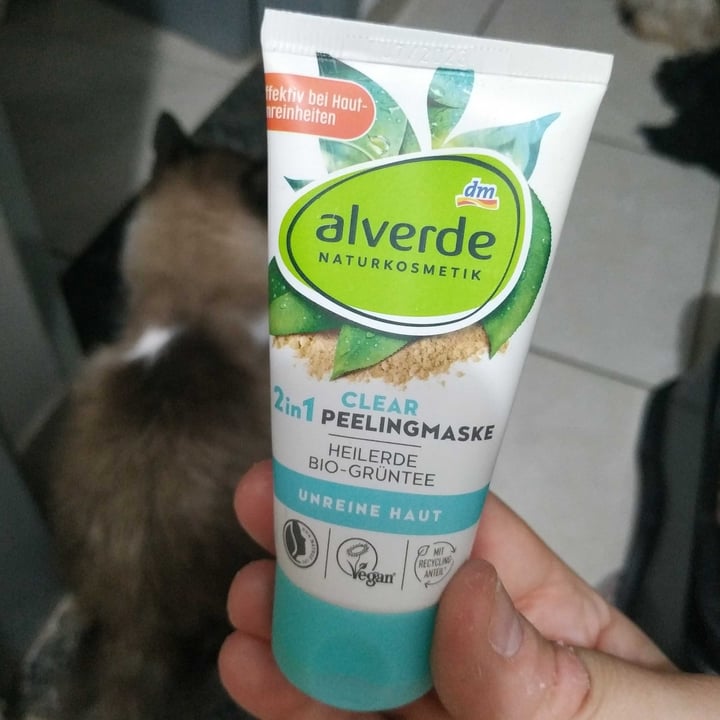 ffektiv bei Haut-
nreinheiten
dm
alverde
NATURKOSMETIK
2in1 CLEAR
PEELINGMASKE
HEILERDE
BIO-GRÜNTEE
UNREINE HAUT
Vegan
MIT
RECYCLING-
ANTEIL